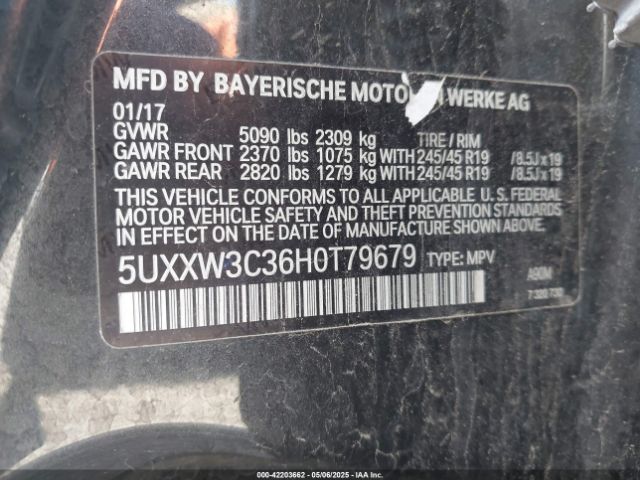 MFD BY BAYERISCHE MOTO N WERKE AG
01/17
GVWR 5090 lbs 2309 kg TIRE / RIM
GAWR FRONT 2370 lbs 1075 kg WITH 245/45 R19 /8.5J x 19
GAWR REAR 2820 lbs 1279 kg WITH 245/45 R19 /8.5J x 19
THIS VEHICLE CONFORMS TO ALL APPLICABLE U. S. FEDERAL
MOTOR VEHICLE SAFETY AND THEFT PREVENTION STANDARDS
IN EFFECT ON THE DATE OF MANUFACTURE SHOWN ABOVE.
5UXXW3C36H0T79679 TYPE: MPV
A90M
000-42203662 - 05/06/2025 - IAA Inc.